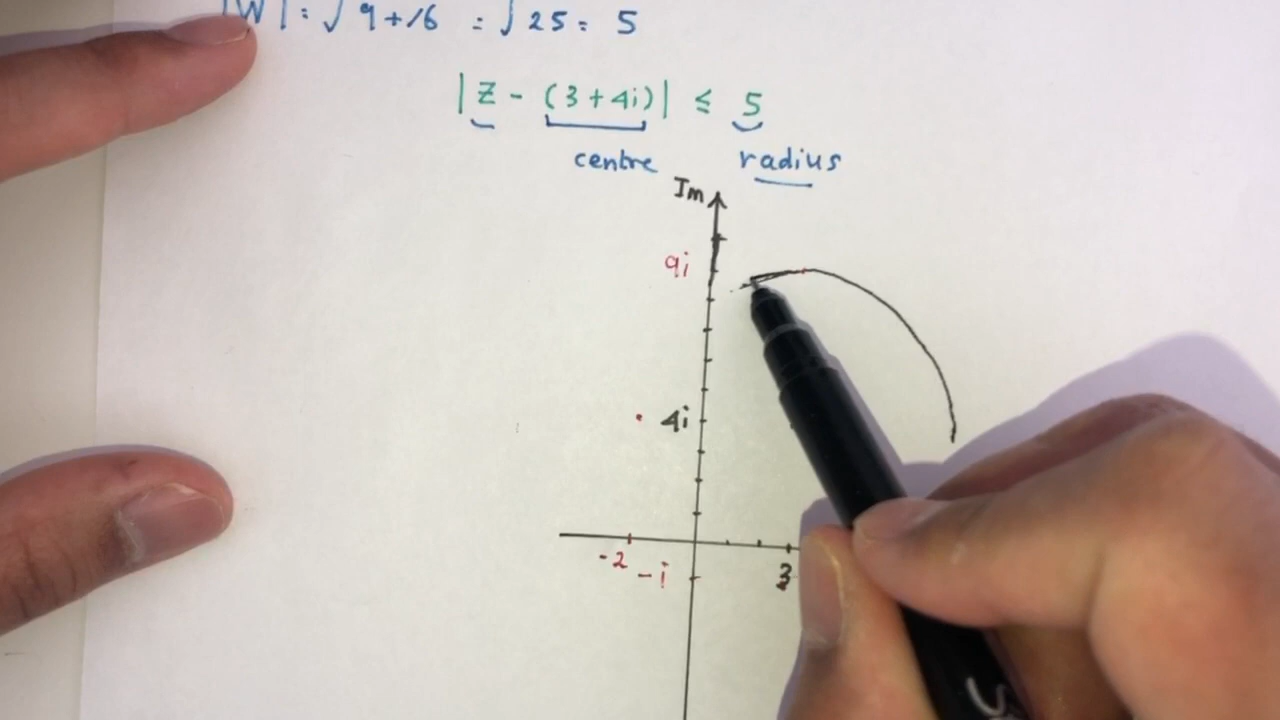 |W| = √9+16 = √25 = 5
|Z - (3+4i)| ≤ 5
centre radius
Im
9i
4i
-2 -i 3